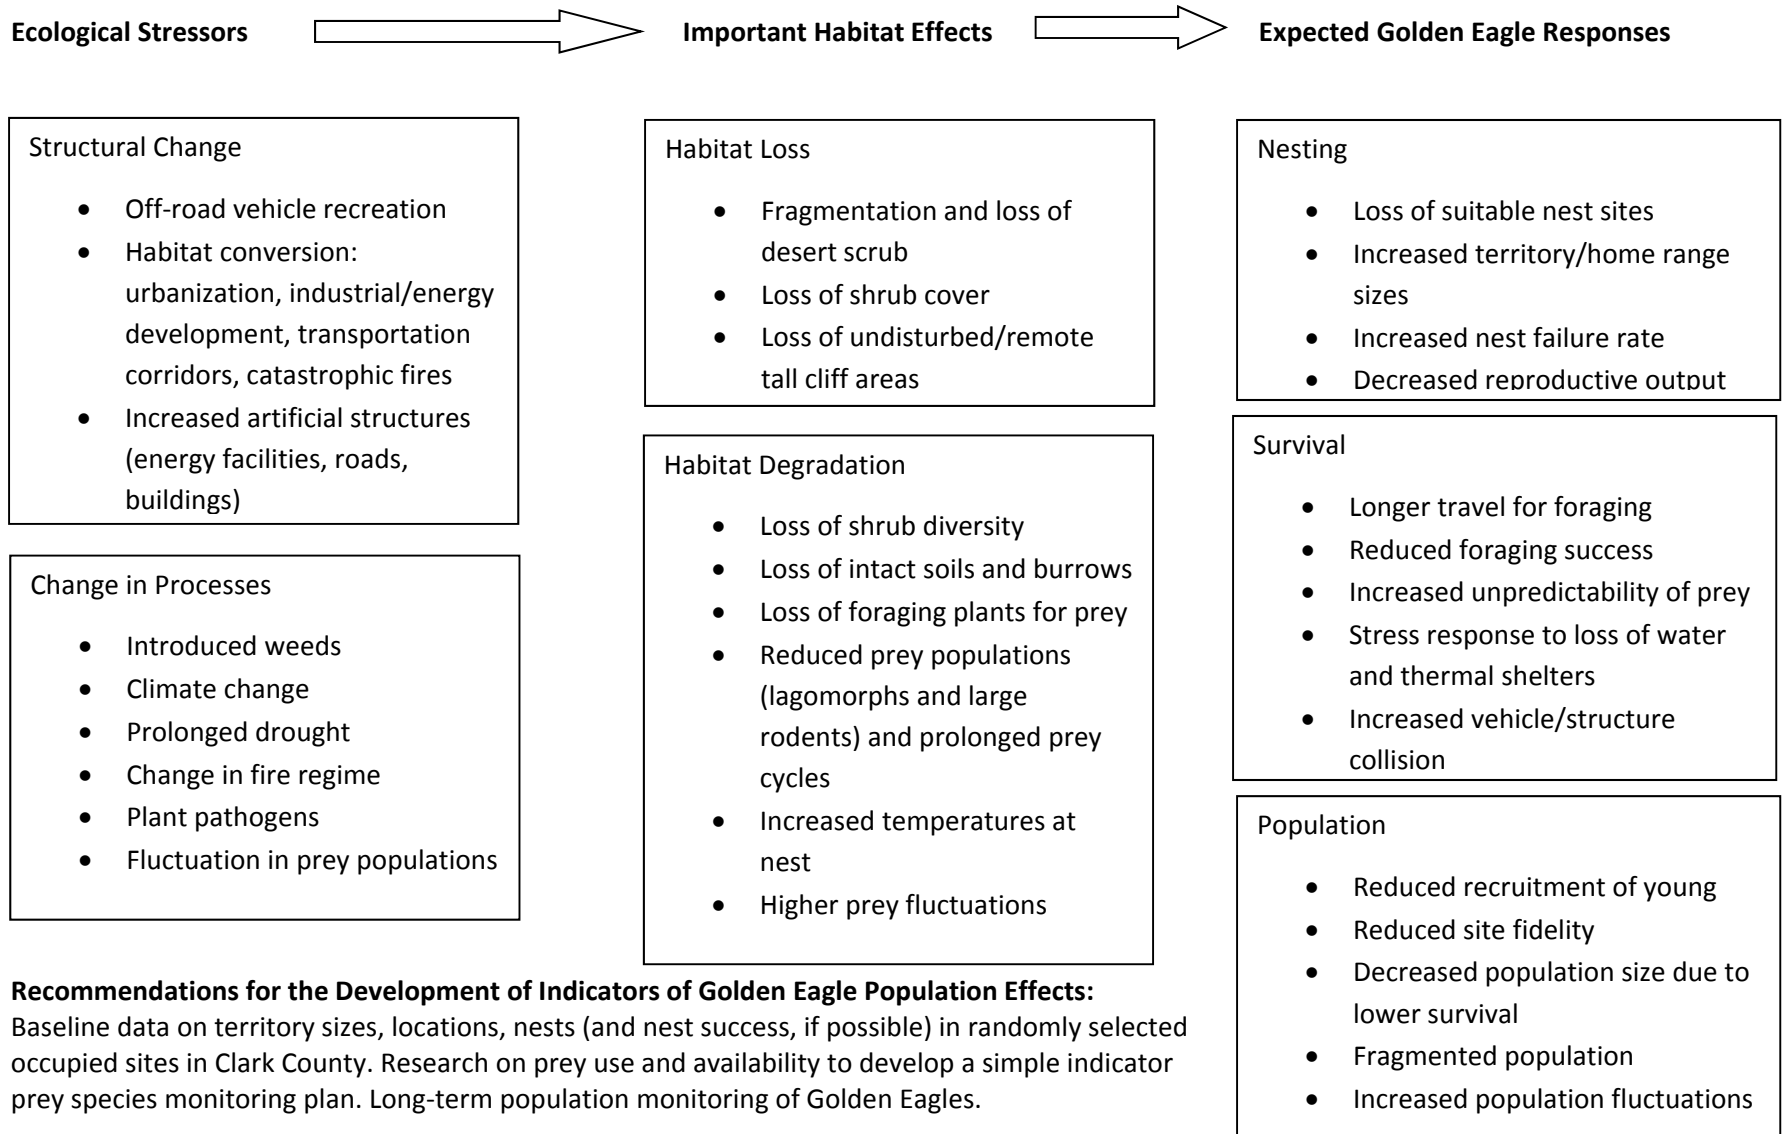 Ecological Stressors
Important Habitat Effects
Expected Golden Eagle Responses
Structural Change
• Off-road vehicle recreation
• Habitat conversion:
urbanization, industrial/energy
development, transportation
corridors, catastrophic fires
• Increased artificial structures
(energy facilities, roads,
buildings)
Change in Processes
• Introduced weeds
• Climate change
• Prolonged drought
• Change in fire regime
• Plant pathogens
• Fluctuation in prey populations
Habitat Loss
• Fragmentation and loss of
desert scrub
• Loss of shrub cover
• Loss of undisturbed/remote
tall cliff areas
Habitat Degradation
• Loss of shrub diversity
• Loss of intact soils and burrows
• Loss of foraging plants for prey
• Reduced prey populations
(lagomorphs and large
rodents) and prolonged prey
cycles
• Increased temperatures at
nest
• Higher prey fluctuations
Nesting
• Loss of suitable nest sites
• Increased territory/home range
sizes
• Increased nest failure rate
• Decreased reproductive output
Survival
• Longer travel for foraging
• Reduced foraging success
• Increased unpredictability of prey
• Stress response to loss of water
and thermal shelters
• Increased vehicle/structure
collision
Population
• Reduced recruitment of young
• Reduced site fidelity
• Decreased population size due to
lower survival
• Fragmented population
• Increased population fluctuations
Recommendations for the Development of Indicators of Golden Eagle Population Effects:
Baseline data on territory sizes, locations, nests (and nest success, if possible) in randomly selected
occupied sites in Clark County. Research on prey use and availability to develop a simple indicator
prey species monitoring plan. Long-term population monitoring of Golden Eagles.